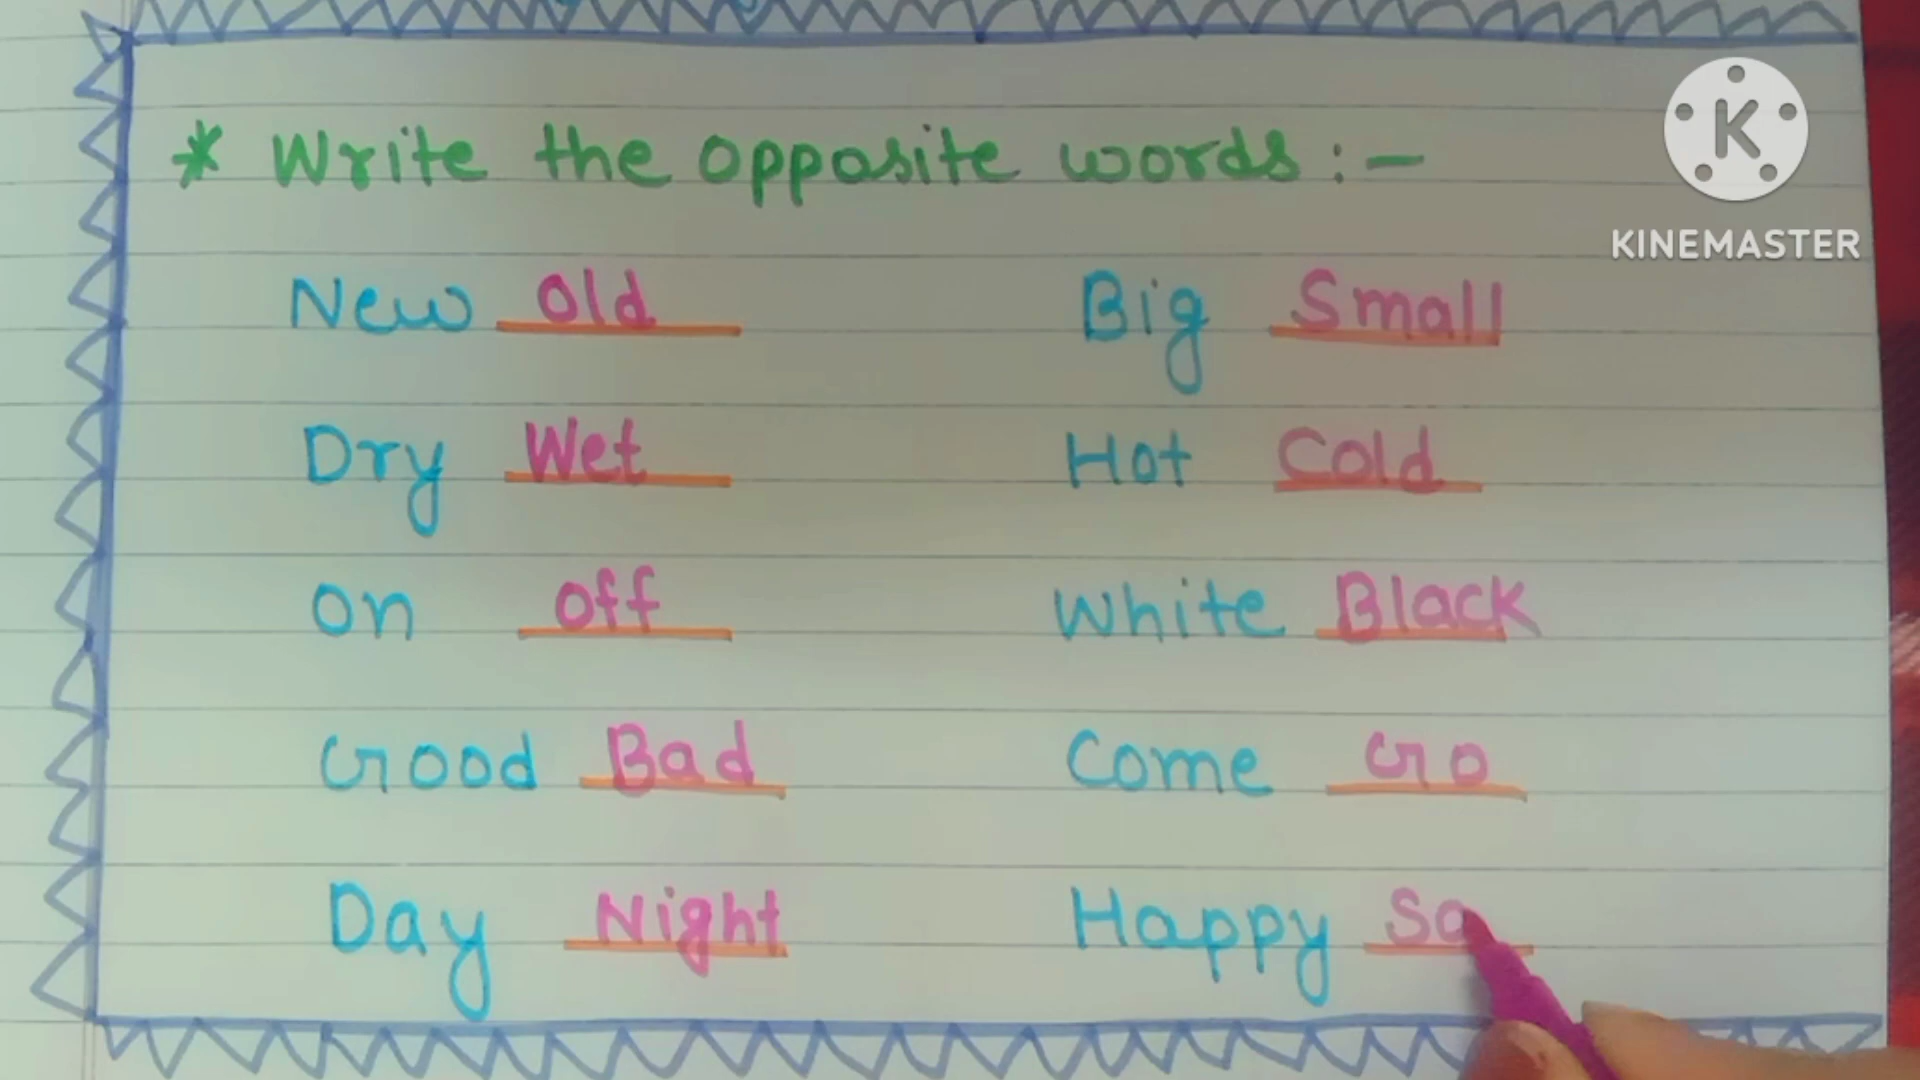 * Write the opposite words :-
K
KINEMASTER
New Old Big Small
Dry Wet Hot Cold
On Off White Black
Good Bad Come Go
Day Night Happy Sa